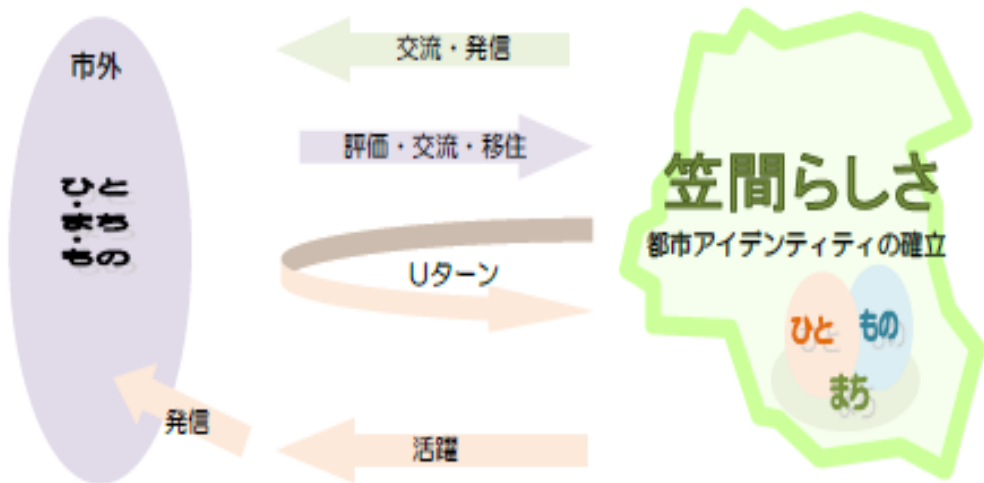 市外
ひと
・
まち
・
もの
交流・発信
評価・交流・移住
Uターン
発信
活躍
笠間らしさ
都市アイデンティティの確立
ひと
もの
まち